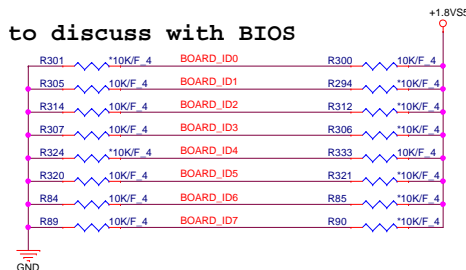 +1.8VS5
to discuss with BIOS
R301 *10K/F_4 BOARD_ID0 R300 10K/F_4
R305 10K/F_4 BOARD_ID1 R294 *10K/F_4
R314 10K/F_4 BOARD_ID2 R312 *10K/F_4
R307 10K/F_4 BOARD_ID3 R306 *10K/F_4
R324 *10K/F_4 BOARD_ID4 R333 10K/F_4
R320 10K/F_4 BOARD_ID5 R321 *10K/F_4
R84 10K/F_4 BOARD_ID6 R85 *10K/F_4
R89 10K/F_4 BOARD_ID7 R90 *10K/F_4
GND